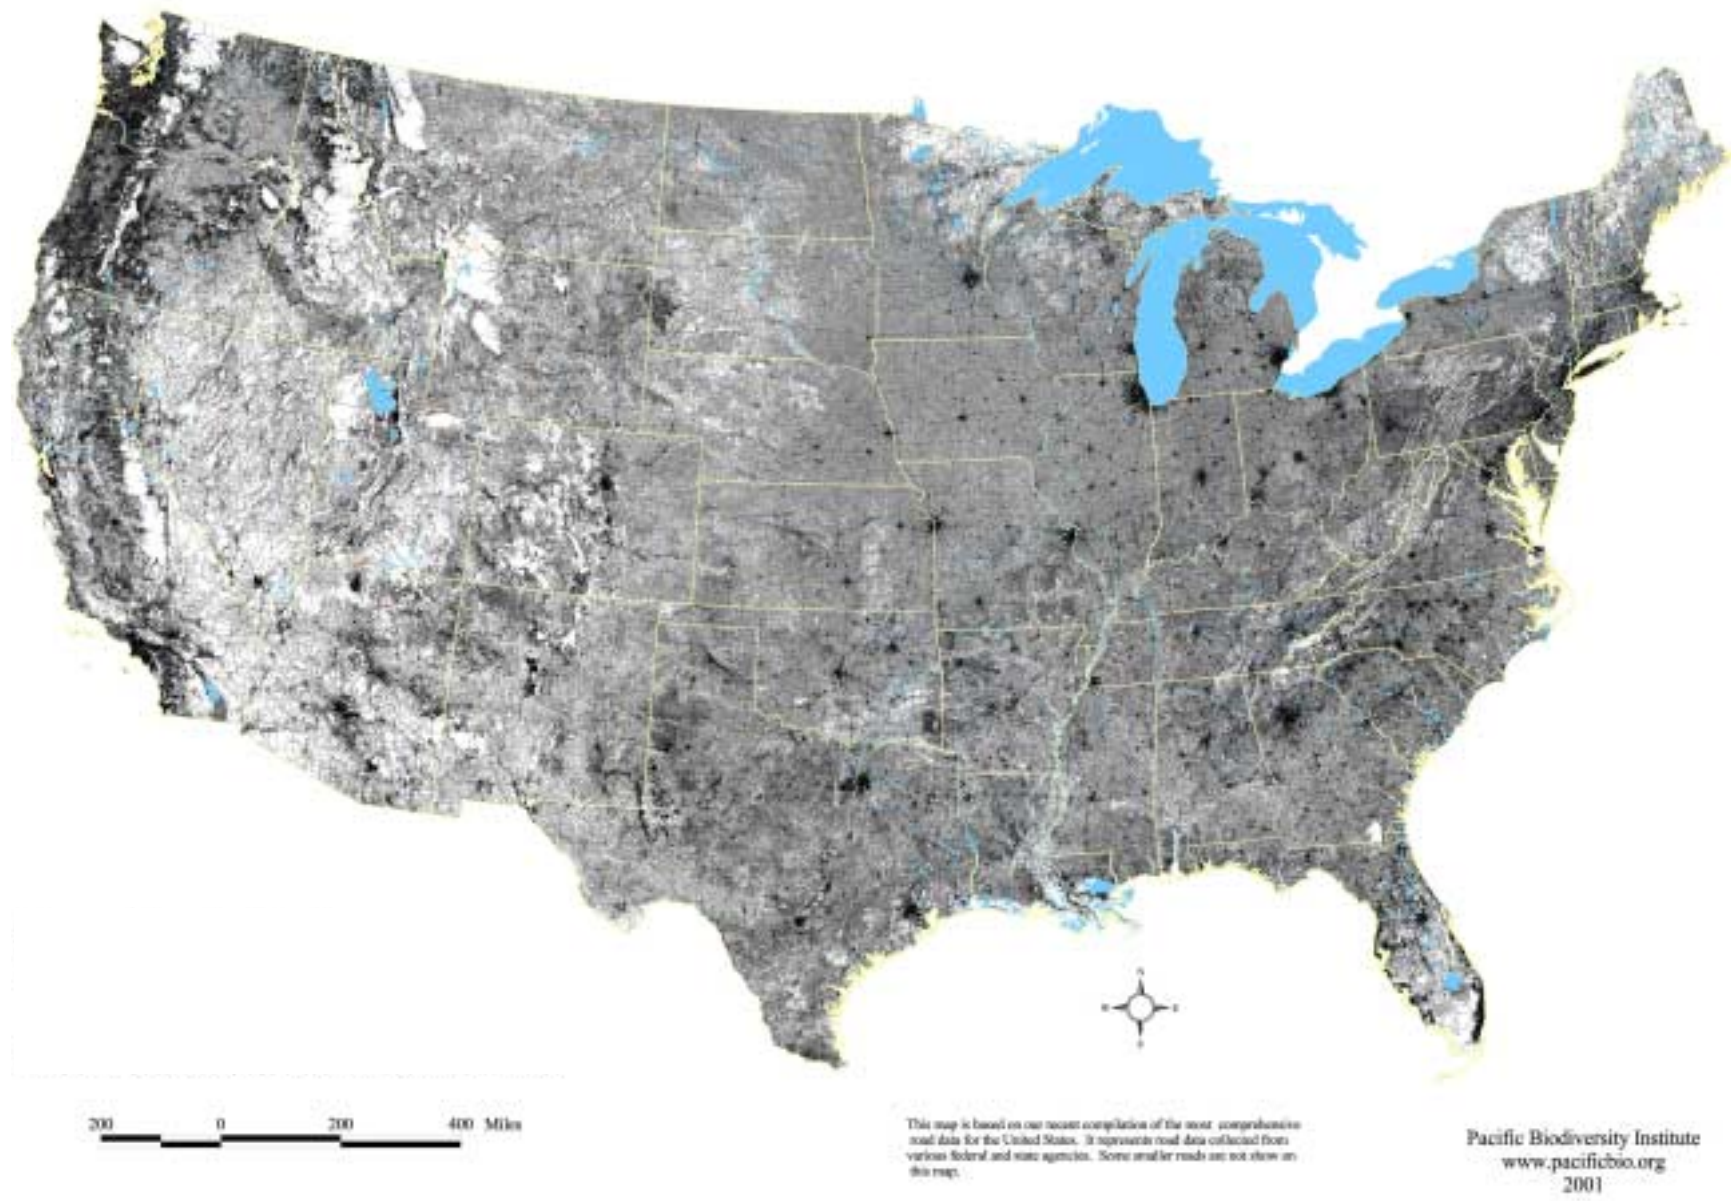 N
W E
S
200 0 200 400 Miles
This map is based on our recent compilation of the most comprehensive
road data for the United States. It represents road data collected from
various federal and state agencies. Some smaller roads are not show on
this map.
Pacific Biodiversity Institute
www.pacificbio.org
2001